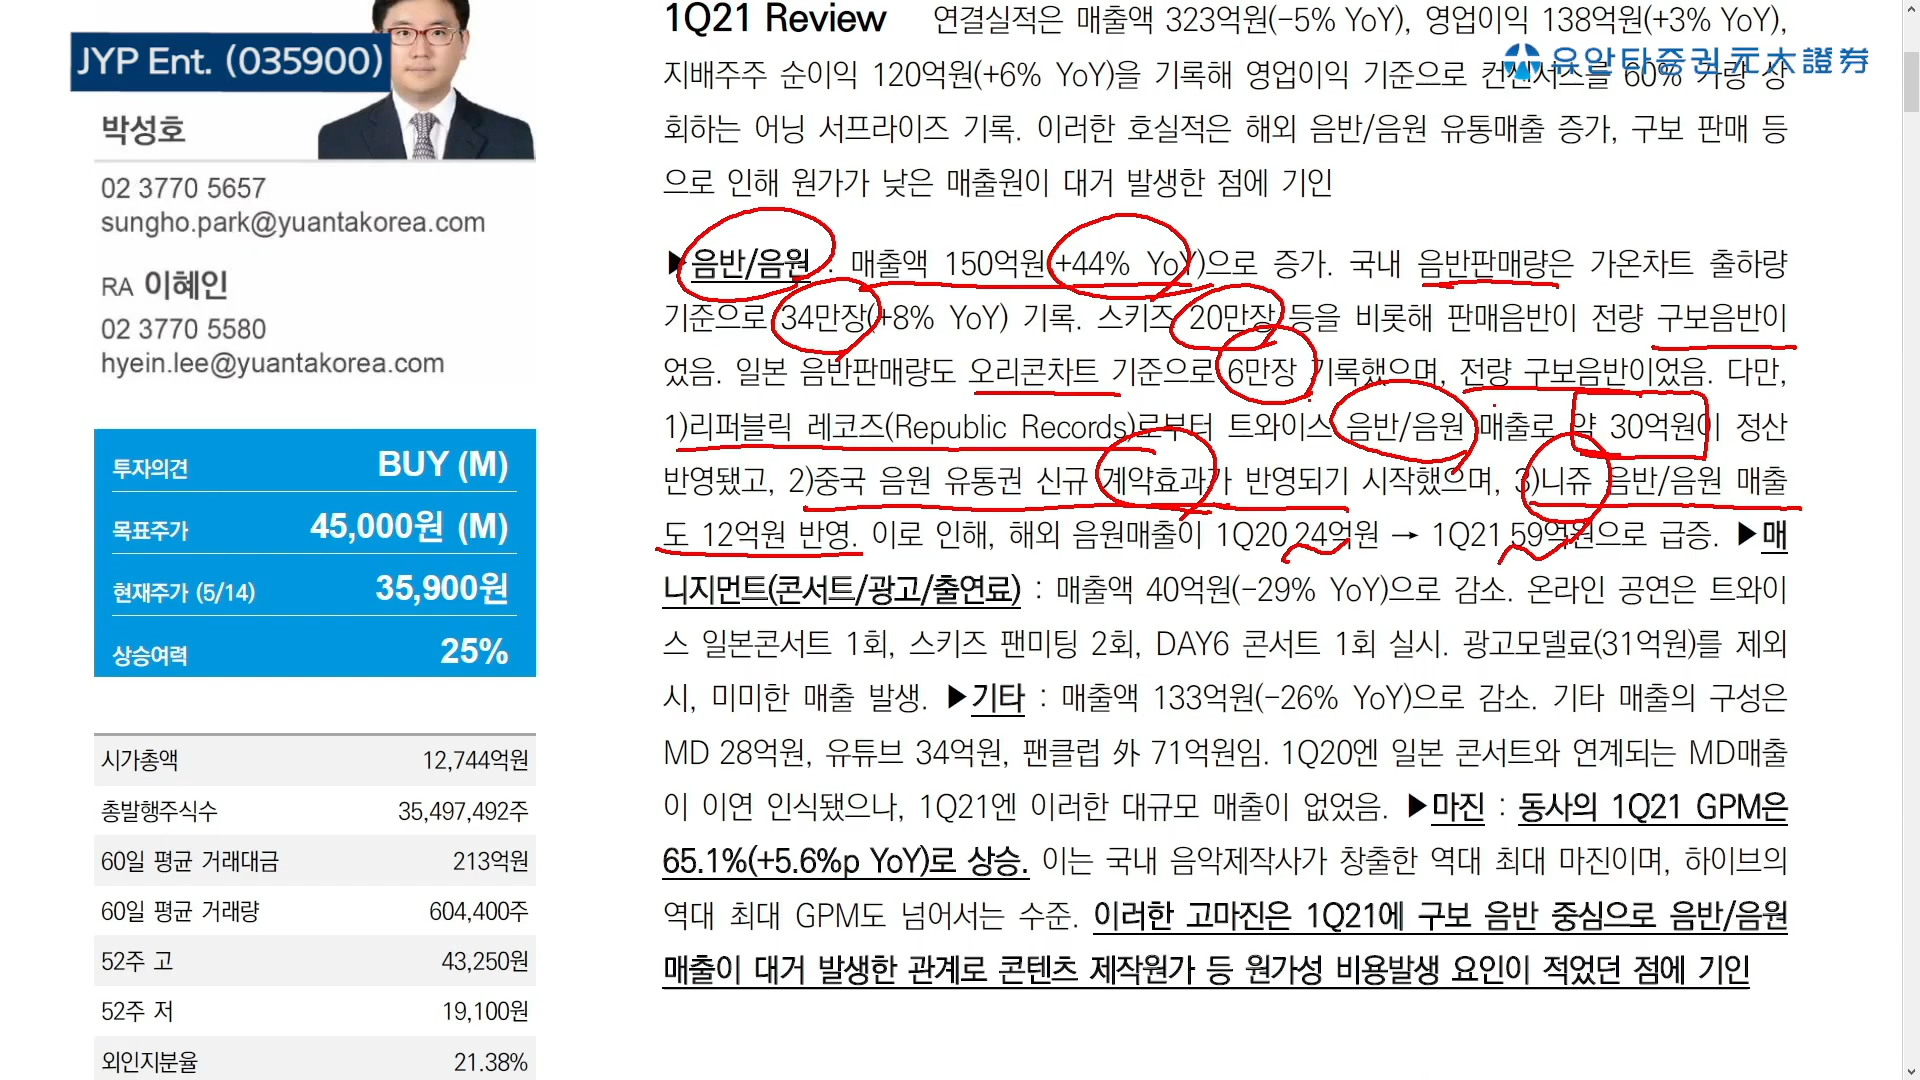 JYP Ent. (035900)
박성호
02 3770 5657
sungho.park@yuantakorea.com
RA 이혜인
02 3770 5580
hyein.lee@yuantakorea.com
투자의견 BUY (M)
목표주가 45,000원 (M)
현재주가 (5/14) 35,900원
상승여력 25%
시가총액 12,744억원
총발행주식수 35,497,492주
60일 평균 거래대금 213억원
60일 평균 거래량 604,400주
52주 고 43,250원
52주 저 19,100원
외인지분율 21.38%
유안타증권 元大證券
1Q21 Review 연결실적은 매출액 323억원(-5% YoY), 영업이익 138억원(+3% YoY),
지배주주 순이익 120억원(+6% YoY)을 기록해 영업이익 기준으로 컨센서스를 60% 가량 상
회하는 어닝 서프라이즈 기록. 이러한 호실적은 해외 음반/음원 유통매출 증가, 구보 판매 등
으로 인해 원가가 낮은 매출원이 대거 발생한 점에 기인
▶음반/음원 : 매출액 150억원(+44% YoY)으로 증가. 국내 음반판매량은 가온차트 출하량
기준으로 34만장(+8% YoY) 기록. 스키즈 20만장 등을 비롯해 판매음반이 전량 구보음반이
었음. 일본 음반판매량도 오리콘차트 기준으로 6만장 기록했으며, 전량 구보음반이었음. 다만,
1)리퍼블릭 레코즈(Republic Records)로부터 트와이스 음반/음원 매출로 약 30억원이 정산
반영됐고, 2)중국 음원 유통권 신규 계약효과가 반영되기 시작했으며, 3)니쥬 음반/음원 매출
도 12억원 반영. 이로 인해, 해외 음원매출이 1Q20 24억원 → 1Q21 59억원으로 급증. ▶매
니지먼트(콘서트/광고/출연료) : 매출액 40억원(-29% YoY)으로 감소. 온라인 공연은 트와이
스 일본콘서트 1회, 스키즈 팬미팅 2회, DAY6 콘서트 1회 실시. 광고모델료(31억원)를 제외
시, 미미한 매출 발생. ▶기타 : 매출액 133억원(-26% YoY)으로 감소. 기타 매출의 구성은
MD 28억원, 유튜브 34억원, 팬클럽 外 71억원임. 1Q20엔 일본 콘서트와 연계되는 MD매출
이 이연 인식됐으나, 1Q21엔 이러한 대규모 매출이 없었음. ▶마진 : 동사의 1Q21 GPM은
65.1%(+5.6%p YoY)로 상승. 이는 국내 음악제작사가 창출한 역대 최대 마진이며, 하이브의
역대 최대 GPM도 넘어서는 수준. 이러한 고마진은 1Q21에 구보 음반 중심으로 음반/음원
매출이 대거 발생한 관계로 콘텐츠 제작원가 등 원가성 비용발생 요인이 적었던 점에 기인